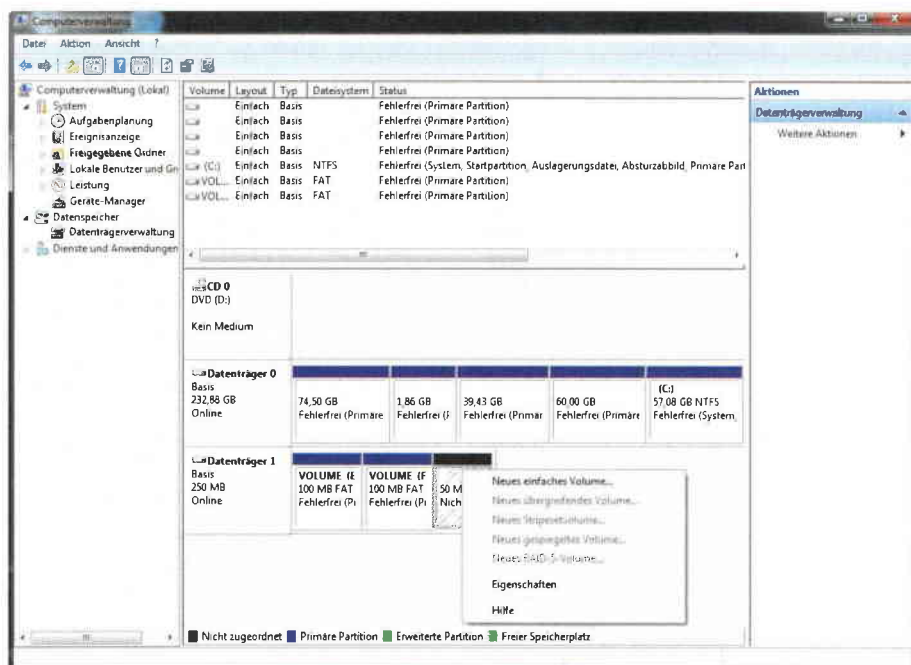 Computerverwaltung
Datei Aktion Ansicht ?
Computerverwaltung (Lokal)
System
Aufgabenplanung
Ereignisanzeige
Freigegebene Ordner
Lokale Benutzer und Gr
Leistung
Geräte-Manager
Datenspeicher
Datenträgerverwaltung
Dienste und Anwendungen
Volume Layout Typ Dateisystem Status
Einfach Basis Fehlerfrei (Primäre Partition)
Einfach Basis Fehlerfrei (Primäre Partition)
Einfach Basis Fehlerfrei (Primäre Partition)
Einfach Basis Fehlerfrei (Primäre Partition)
(C:) Einfach Basis NTFS Fehlerfrei (System, Startpartition, Auslagerungsdatei, Absturzabbild, Primäre Part
VOL... Einfach Basis FAT Fehlerfrei (Primäre Partition)
VOL... Einfach Basis FAT Fehlerfrei (Primäre Partition)
Aktionen
Datenträgerverwaltung
Weitere Aktionen
CD 0
DVD (D:)
Kein Medium
Datenträger 0
Basis
232,88 GB
Online
74,50 GB
Fehlerfrei (Primäre
1,86 GB
Fehlerfrei (F
39,43 GB
Fehlerfrei (Primär
60,00 GB
Fehlerfrei (Primäre
(C:)
57,08 GB NTFS
Fehlerfrei (System,
Datenträger 1
Basis
250 MB
Online
VOLUME (E
100 MB FAT
Fehlerfrei (Pi
VOLUME (F
100 MB FAT
Fehlerfrei (Pi
50 M
Nich
Neues einfaches Volume...
Neues übergreifendes Volume...
Neues Stripesetvolume...
Neues gespiegeltes Volume...
Neues RAID-5-Volume...
Eigenschaften
Hilfe
Nicht zugeordnet Primäre Partition Erweiterte Partition Freier Speicherplatz